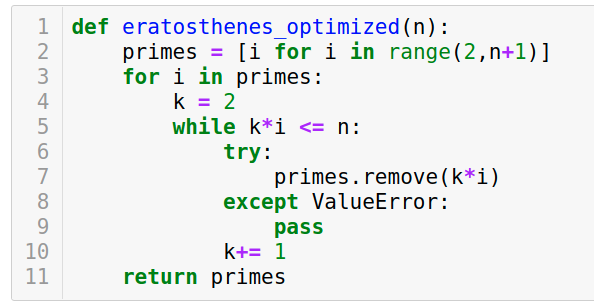 1 def eratosthenes_optimized(n):
2     primes = [i for i in range(2,n+1)]
3     for i in primes:
4         k = 2
5         while k*i <= n:
6             try:
7                 primes.remove(k*i)
8             except ValueError:
9                 pass
10             k+= 1
11     return primes